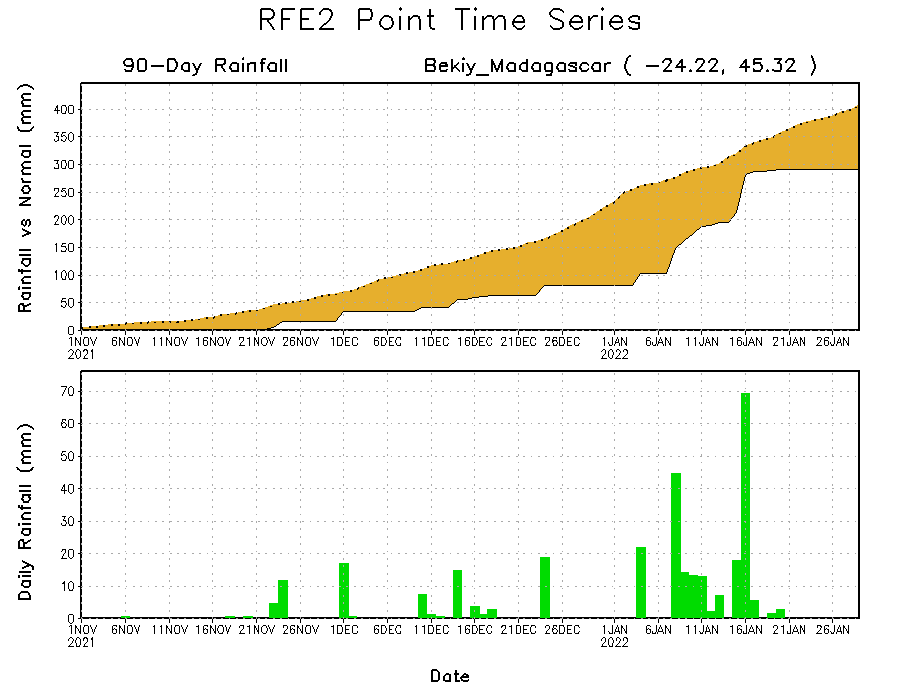 RFE2 Point Time Series
90-Day Rainfall
Bekiy_Madagascar ( -24.22, 45.32 )
Rainfall vs Normal (mm)
400
350
300
250
200
150
100
50
0
1NOV 6NOV 11NOV 16NOV 21NOV 26NOV 1DEC 6DEC 11DEC 16DEC 21DEC 26DEC 1JAN 6JAN 11JAN 16JAN 21JAN 26JAN
2021 2022
Daily Rainfall (mm)
70
60
50
40
30
20
10
0
1NOV 6NOV 11NOV 16NOV 21NOV 26NOV 1DEC 6DEC 11DEC 16DEC 21DEC 26DEC 1JAN 6JAN 11JAN 16JAN 21JAN 26JAN
2021 2022
Date